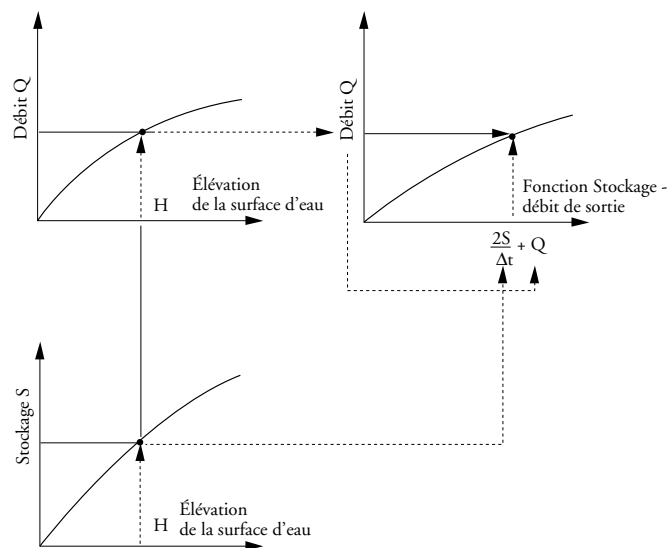 Débit Q
H
Élévation
de la surface d'eau
Débit Q
Fonction Stockage -
débit de sortie
2S
Δt
+ Q
Stockage S
H
Élévation
de la surface d'eau